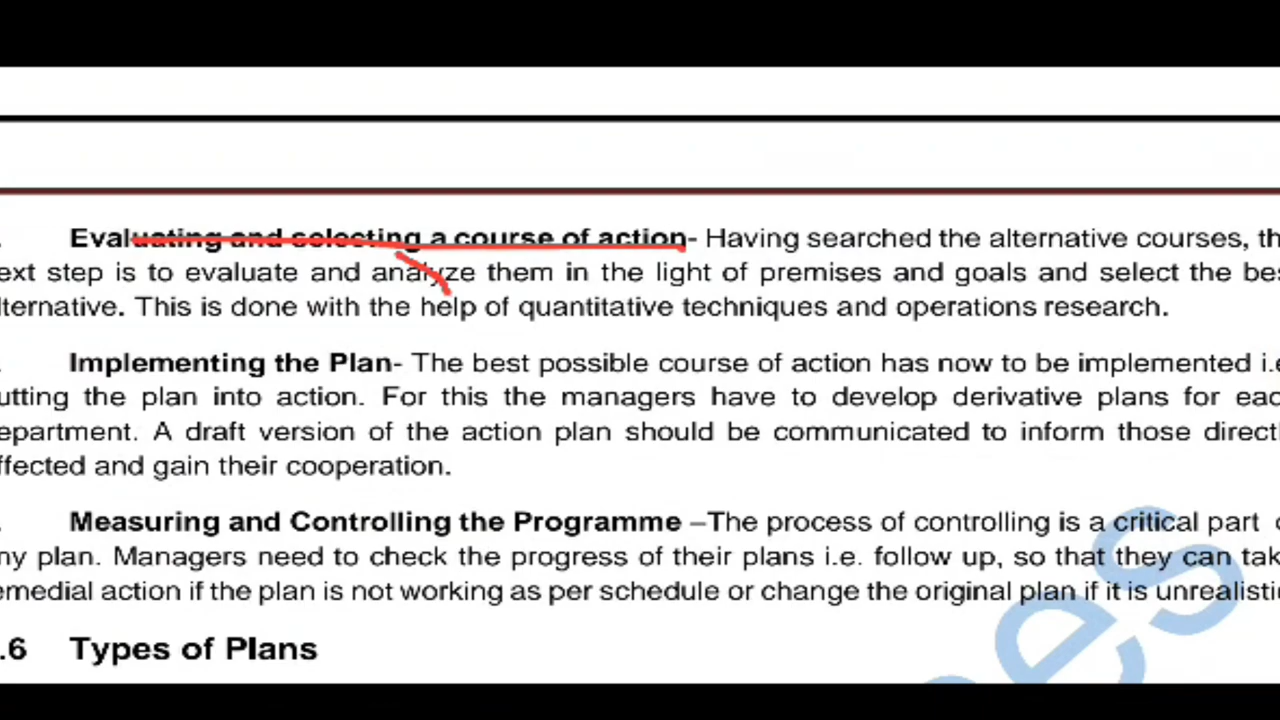 . Evaluating and selecting a course of action- Having searched the alternative courses, th
ext step is to evaluate and analyze them in the light of premises and goals and select the bes
lternative. This is done with the help of quantitative techniques and operations research.
. Implementing the Plan- The best possible course of action has now to be implemented i.e
utting the plan into action. For this the managers have to develop derivative plans for eac
epartment. A draft version of the action plan should be communicated to inform those directl
ffected and gain their cooperation.
. Measuring and Controlling the Programme –The process of controlling is a critical part o
ny plan. Managers need to check the progress of their plans i.e. follow up, so that they can tak
emedial action if the plan is not working as per schedule or change the original plan if it is unrealistic
.6 Types of Plans
es